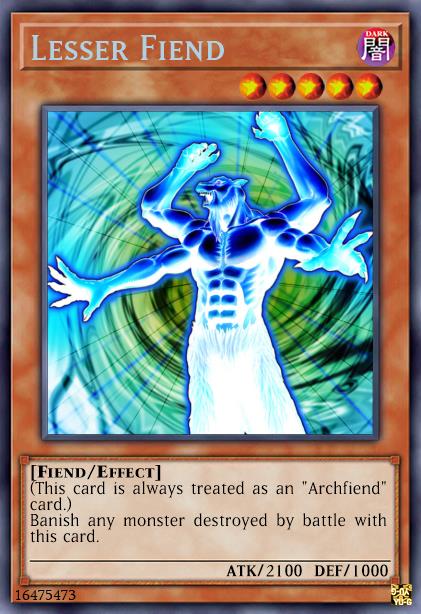 Lesser Fiend
DARK
闇
[Fiend/Effect]
(This card is always treated as an "Archfiend"
card.)
Banish any monster destroyed by battle with
this card.
ATK/2100 DEF/1000
16475473